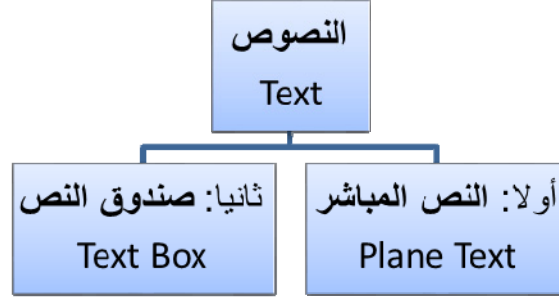 النصوص
Text
أولا: النص المباشر
Plane Text
ثانيا: صندوق النص
Text Box